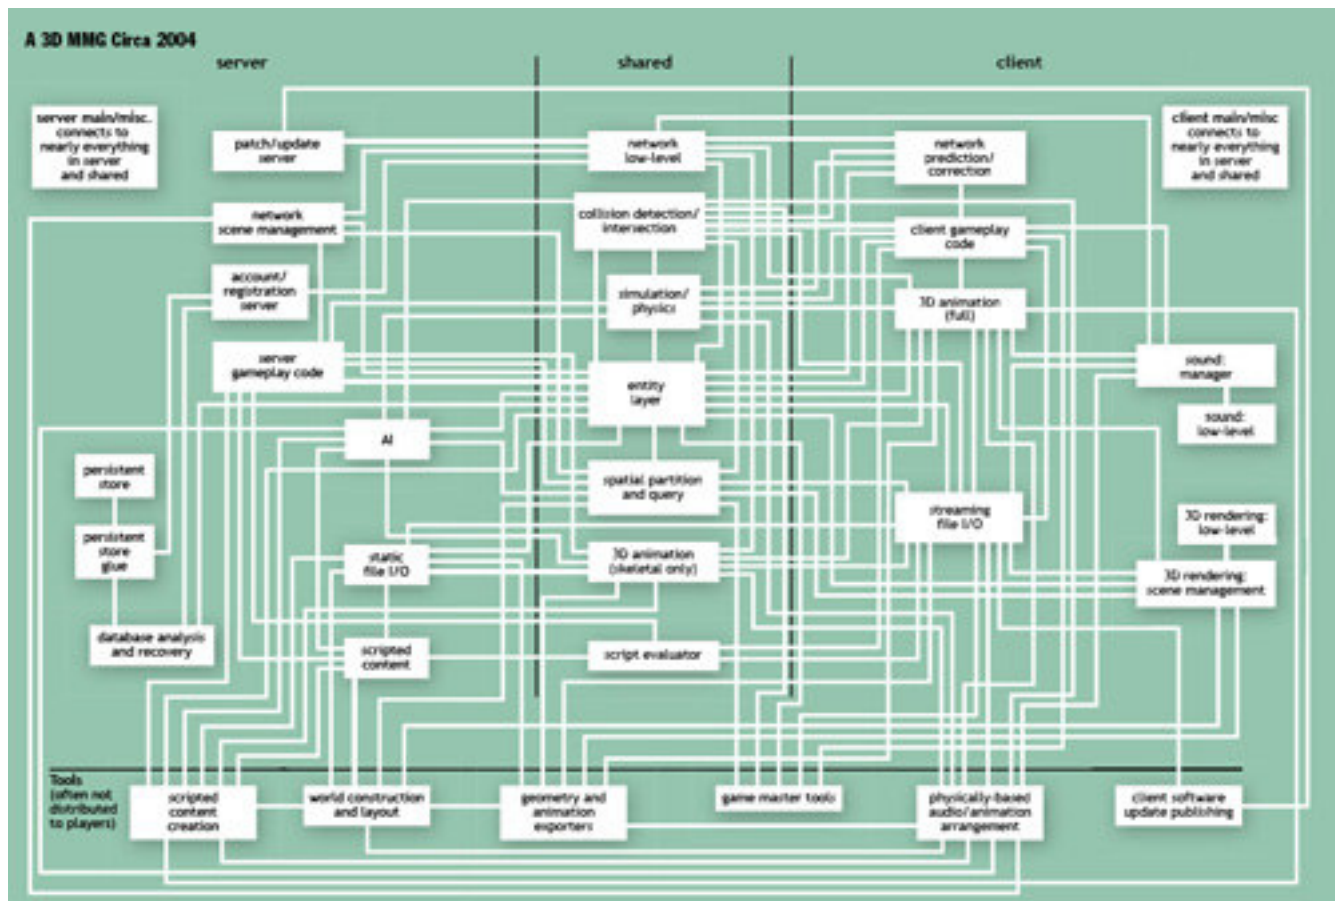 A 3D MMG Circa 2004
server
shared
client
server main/misc.
connects to
nearly everything
in server
and shared
patch/update
server
network
low-level
network
prediction/
correction
client main/misc
connects to
nearly everything
in server
and shared
network
scene management
collision detection/
intersection
client gameplay
code
account/
registration
server
simulation/
physics
3D animation
(full)
server
gameplay code
entity
layer
sound:
manager
AI
sound:
low-level
persistent
store
spatial partition
and query
streaming
file I/O
3D rendering:
low-level
persistent
store
glue
static
file I/O
3D animation
(skeletal only)
3D rendering:
scene management
database analysis
and recovery
scripted
content
script evaluator
Tools
(often not
distributed
to players)
scripted
content
creation
world construction
and layout
geometry and
animation
exporters
game master tools
physically-based
audio/animation
arrangement
client software
update publishing